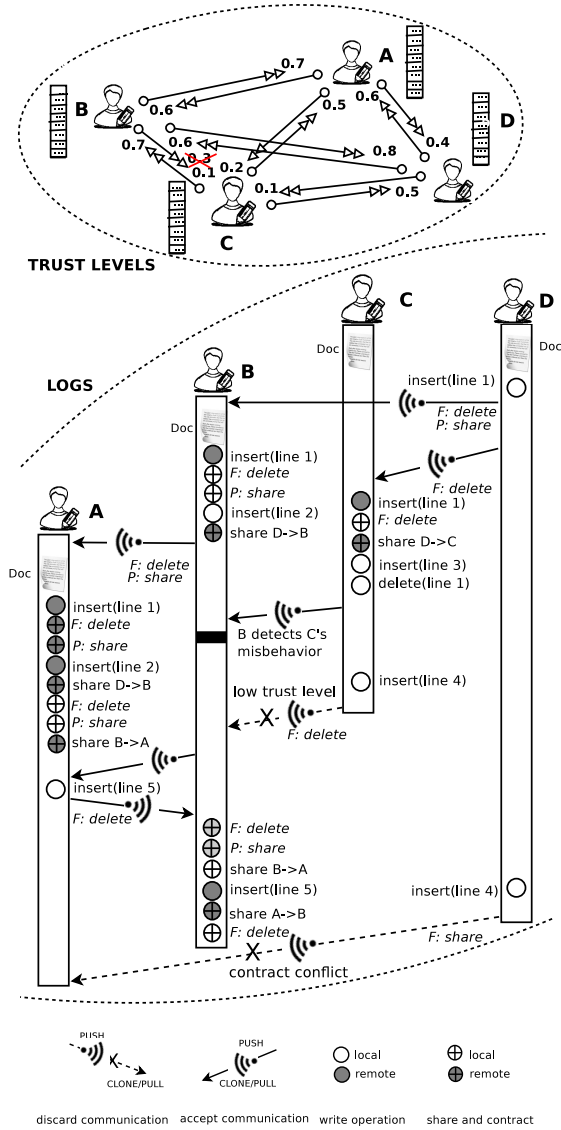 A
0.7
B
0.6
0.5
0.6
D
0.7
0.6
0.8
0.4
0.3
0.1
0.2
0.1
0.5
C
TRUST LEVELS
C
D
Doc
Doc
LOGS
B
insert(line 1)
F: delete
P: share
Doc
insert(line 1)
F: delete
F: delete
P: share
insert(line 1)
A
insert(line 2)
F: delete
share D->B
share D->C
F: delete
P: share
insert(line 3)
Doc
delete(line 1)
insert(line 1)
F: delete
B detects C's
misbehavior
P: share
insert(line 2)
insert(line 4)
share D->B
low trust level
F: delete
P: share
F: delete
share B->A
insert(line 5)
F: delete
F: delete
P: share
share B->A
insert(line 5)
insert(line 4)
share A->B
F: delete
F: share
contract conflict
PUSH
CLONE/PULL
PUSH
CLONE/PULL
local
remote
local
remote
discard communication
accept communication
write operation
share and contract